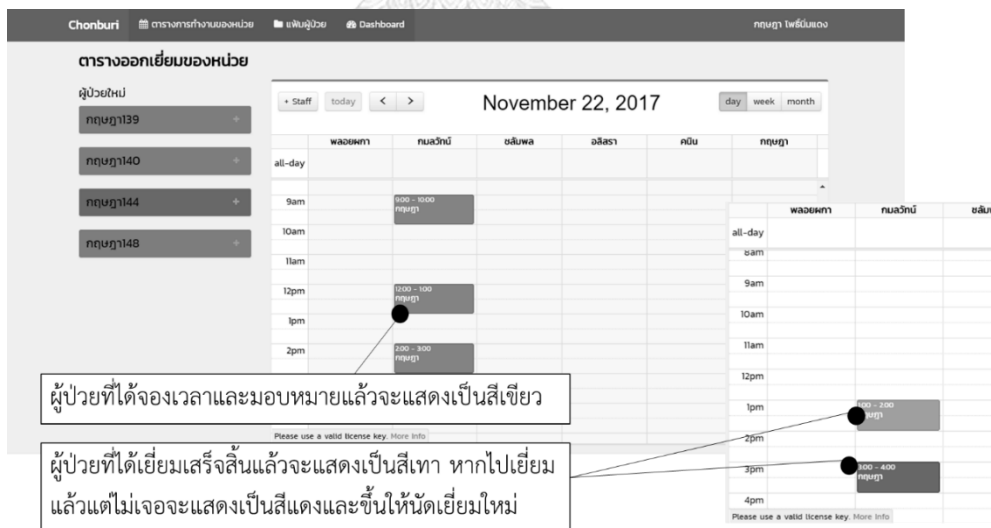 Chonburi ตารางการทำงานของหน่วย แฟ้มผู้ป่วย Dashboard กฤษฎา โพธิ์นิ่มแดง
ตารางออกเยี่ยมของหน่วย
ผู้ป่วยใหม่
กฤษฎา139 +
กฤษฎา140 +
กฤษฎา144 +
กฤษฎา148 +
+ Staff today < > November 22, 2017 day week month
พลอยผกา กมลวัทน์ ชลัมพล อลิสรา คนิน กฤษฎา
all-day
9am 9:00 - 10:00
กฤษฎา
10am
11am
12pm 12:00 - 1:00
กฤษฎา
1pm
2pm 2:00 - 3:00
กฤษฎา
Please use a valid license key. More Info
พลอยผกา กมลวัทน์
all-day
8am
9am
10am
11am
12pm
1pm 1:00 - 2:00
กฤษฎา
2pm
3pm 3:00 - 4:00
กฤษฎา
4pm
Please use a valid license key. More Info
ผู้ป่วยที่ได้จองเวลาและมอบหมายแล้วจะแสดงเป็นสีเขียว
ผู้ป่วยที่ได้เยี่ยมเสร็จสิ้นแล้วจะแสดงเป็นสีเทา หากไปเยี่ยม
แล้วแต่ไม่เจอจะแสดงเป็นสีแดงและขึ้นให้นัดเยี่ยมใหม่